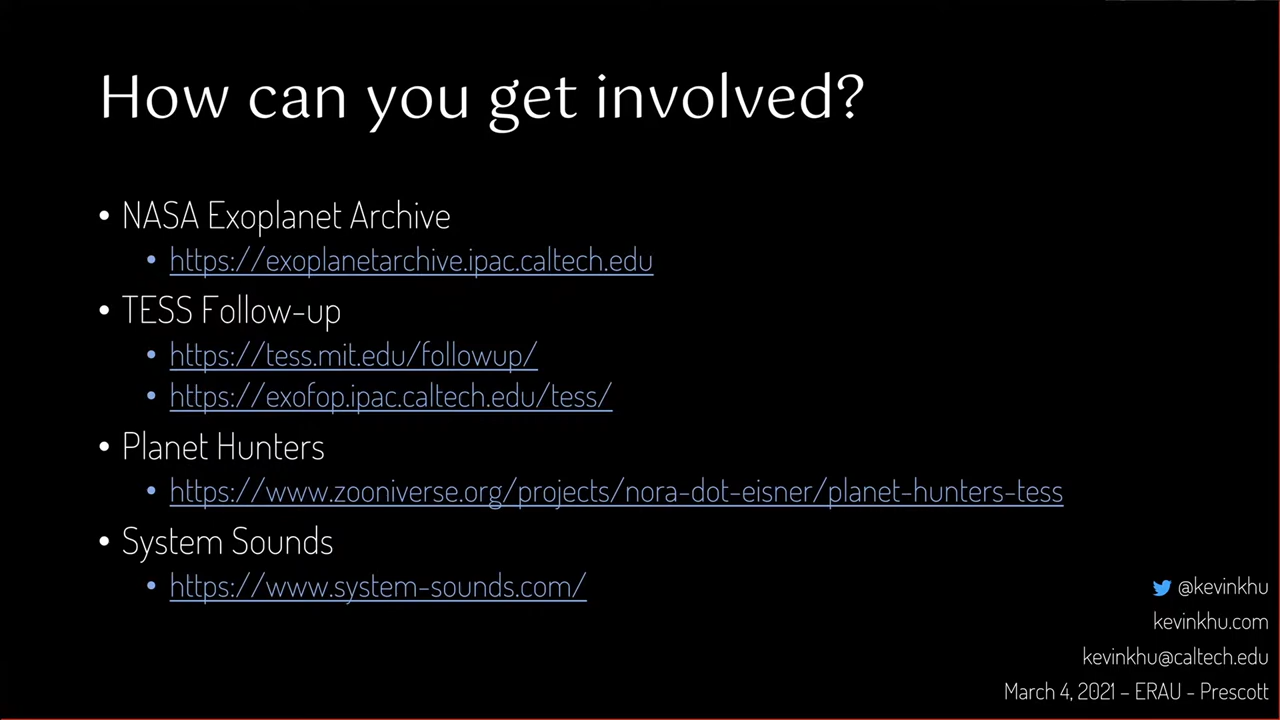 How can you get involved?
• NASA Exoplanet Archive
• https://exoplanetarchive.ipac.caltech.edu
• TESS Follow-up
• https://tess.mit.edu/followup/
• https://exofop.ipac.caltech.edu/tess/
• Planet Hunters
• https://www.zooniverse.org/projects/nora-dot-eisner/planet-hunters-tess
• System Sounds
• https://www.system-sounds.com/
@kevinkhu
kevinkhu.com
kevinkhu@caltech.edu
March 4, 2021 – ERAU - Prescott